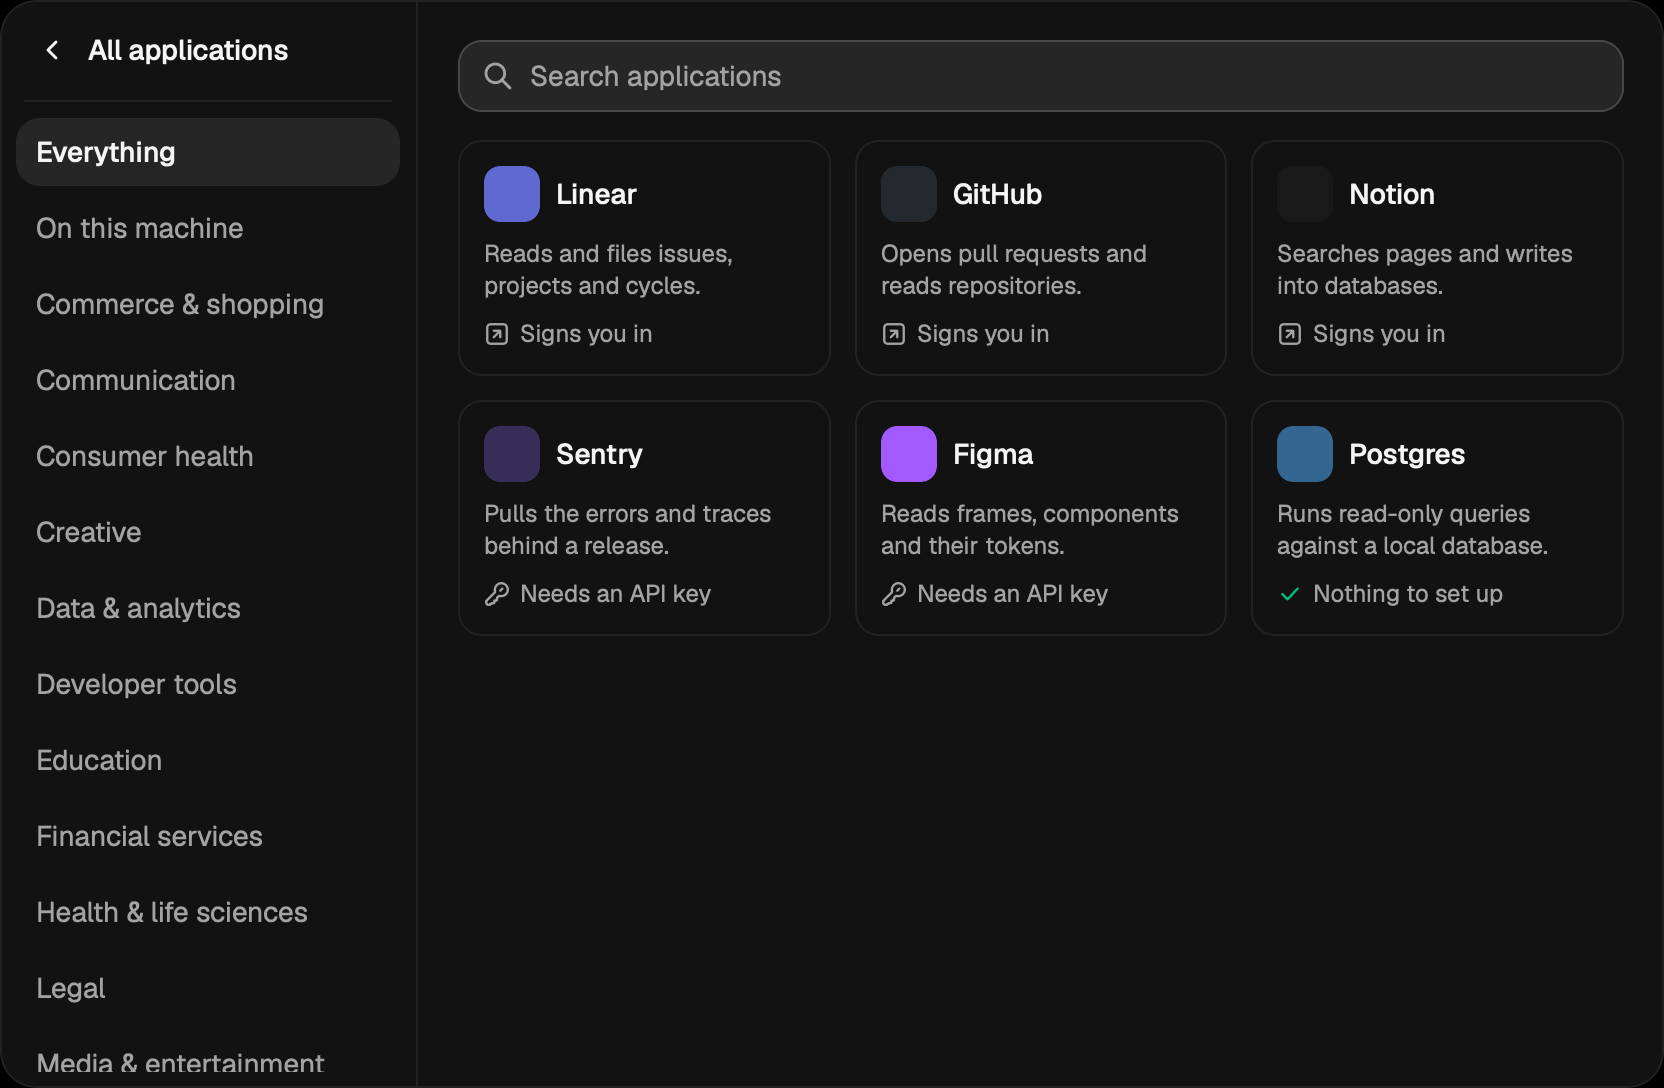 All applications
Everything
On this machine
Commerce & shopping
Communication
Consumer health
Creative
Data & analytics
Developer tools
Education
Financial services
Health & life sciences
Legal
Media & entertainment
Search applications
Linear
Reads and files issues,
projects and cycles.
Signs you in
GitHub
Opens pull requests and
reads repositories.
Signs you in
Notion
Searches pages and writes
into databases.
Signs you in
Sentry
Pulls the errors and traces
behind a release.
Needs an API key
Figma
Reads frames, components
and their tokens.
Needs an API key
Postgres
Runs read-only queries
against a local database.
Nothing to set up